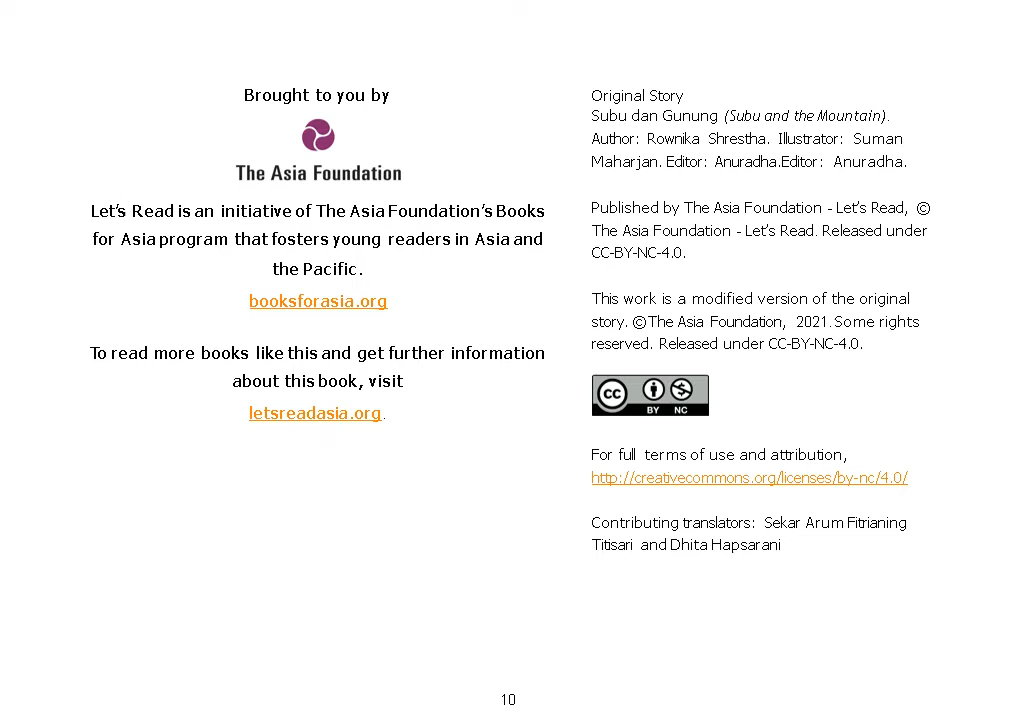 Brought to you by
The Asia Foundation
Let's Read is an initiative of The Asia Foundation's Books
for Asia program that fosters young readers in Asia and
the Pacific.
booksforasia.org
To read more books like this and get further information
about this book, visit
letsreadasia.org.
Original Story
Subu dan Gunung (Subu and the Mountain).
Author: Rownika Shrestha. Illustrator: Suman
Maharjan. Editor: Anuradha.Editor: Anuradha.
Published by The Asia Foundation - Let's Read, ©
The Asia Foundation - Let's Read. Released under
CC-BY-NC-4.0.
This work is a modified version of the original
story. ©The Asia Foundation, 2021. Some rights
reserved. Released under CC-BY-NC-4.0.
cc
BY NC
For full terms of use and attribution,
http://creativecommons.org/licenses/by-nc/4.0/
Contributing translators: Sekar Arum Fitrianing
Titisari and Dhita Hapsarani
10